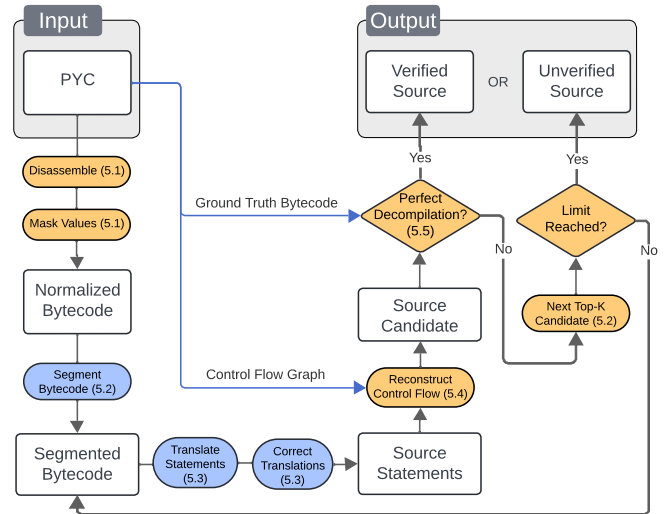 Input
Output
PYC
Verified
Source
OR
Unverified
Source
Yes
Yes
Disassemble (5.1)
Mask Values (5.1)
Ground Truth Bytecode
Perfect
Decompilation?
(5.5)
Limit
Reached?
No
No
Normalized
Bytecode
Source
Candidate
Next Top-K
Candidate (5.2)
Segment
Bytecode (5.2)
Control Flow Graph
Reconstruct
Control Flow (5.4)
Segmented
Bytecode
Translate
Statements
(5.3)
Correct
Translations
(5.3)
Source
Statements